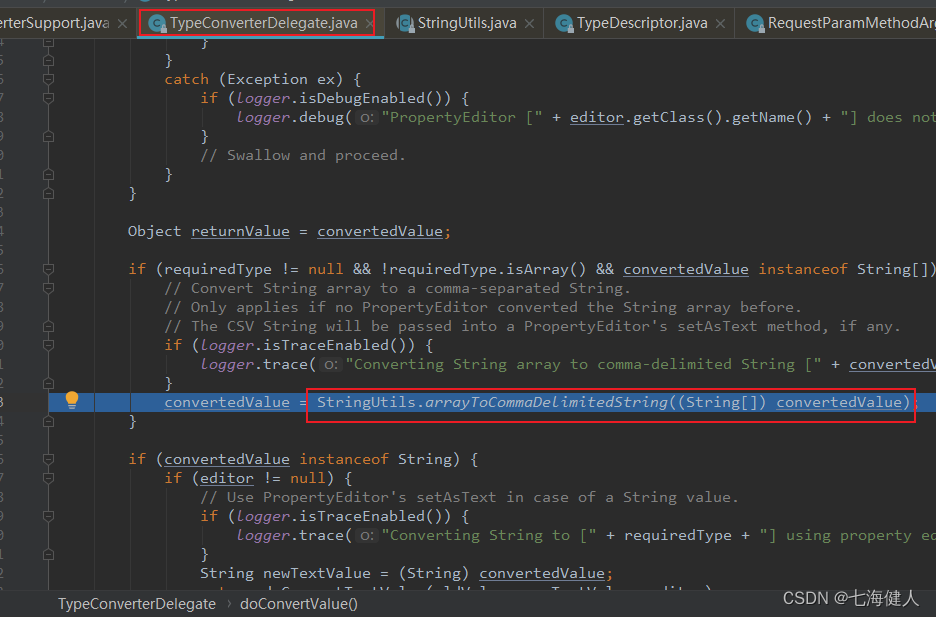 erterSupport.java × TypeConverterDelegate.java × StringUtils.java × TypeDescriptor.java × RequestParamMethodAr
}
}
catch (Exception ex) {
if (logger.isDebugEnabled()) {
logger.debug( o: "PropertyEditor [" + editor.getClass().getName() + "] does not
}
// Swallow and proceed.
}
}
Object returnValue = convertedValue;
if (requiredType != null && !requiredType.isArray() && convertedValue instanceof String[])
// Convert String array to a comma-separated String.
// Only applies if no PropertyEditor converted the String array before.
// The CSV String will be passed into a PropertyEditor's setAsText method, if any.
if (logger.isTraceEnabled()) {
logger.trace( o: "Converting String array to comma-delimited String [" + convertedV
}
convertedValue = StringUtils.arrayToCommaDelimitedString((String[]) convertedValue);
}
if (convertedValue instanceof String) {
if (editor != null) {
// Use PropertyEditor's setAsText in case of a String value.
if (logger.isTraceEnabled()) {
logger.trace( o: "Converting String to [" + requiredType + "] using property ed
}
String newTextValue = (String) convertedValue;
TypeConverterDelegate › doConvertValue()
CSDN @七海健人